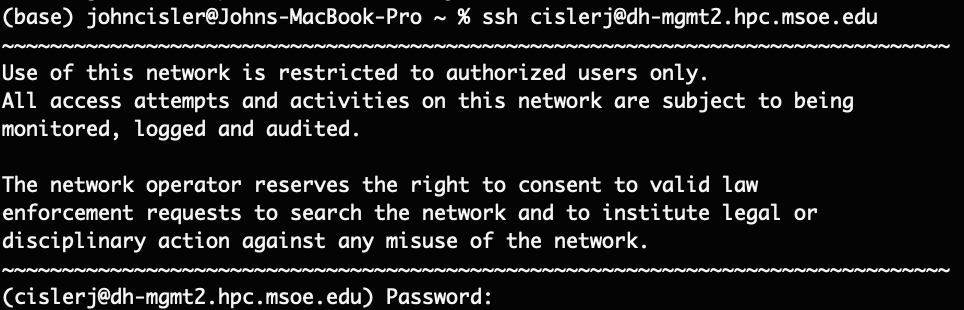 (base) johncisler@Johns-MacBook-Pro ~ % ssh cislerj@dh-mgmt2.hpc.msoe.edu
~~~~~~~~~~~~~~~~~~~~~~~~~~~~~~~~~~~~~~~~~~~~~~~~~~~~~~~~~~~~~~~~~~~~~~~~~~~~~~~
Use of this network is restricted to authorized users only.
All access attempts and activities on this network are subject to being
monitored, logged and audited.

The network operator reserves the right to consent to valid law
enforcement requests to search the network and to institute legal or
disciplinary action against any misuse of the network.
~~~~~~~~~~~~~~~~~~~~~~~~~~~~~~~~~~~~~~~~~~~~~~~~~~~~~~~~~~~~~~~~~~~~~~~~~~~~~~~
(cislerj@dh-mgmt2.hpc.msoe.edu) Password: